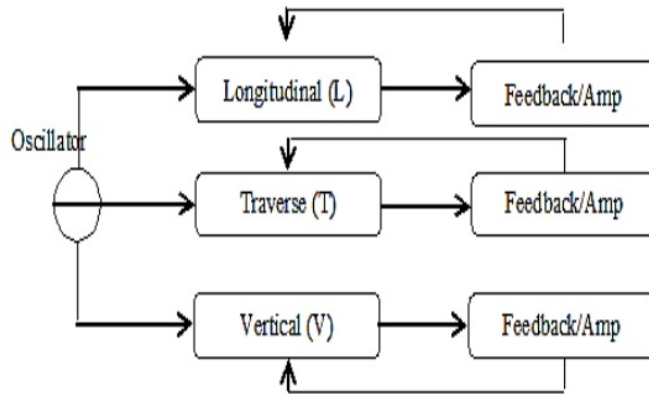 Longitudinal (L)
Feedback/Amp
Oscillator
Traverse (T)
Feedback/Amp
Vertical (V)
Feedback/Amp